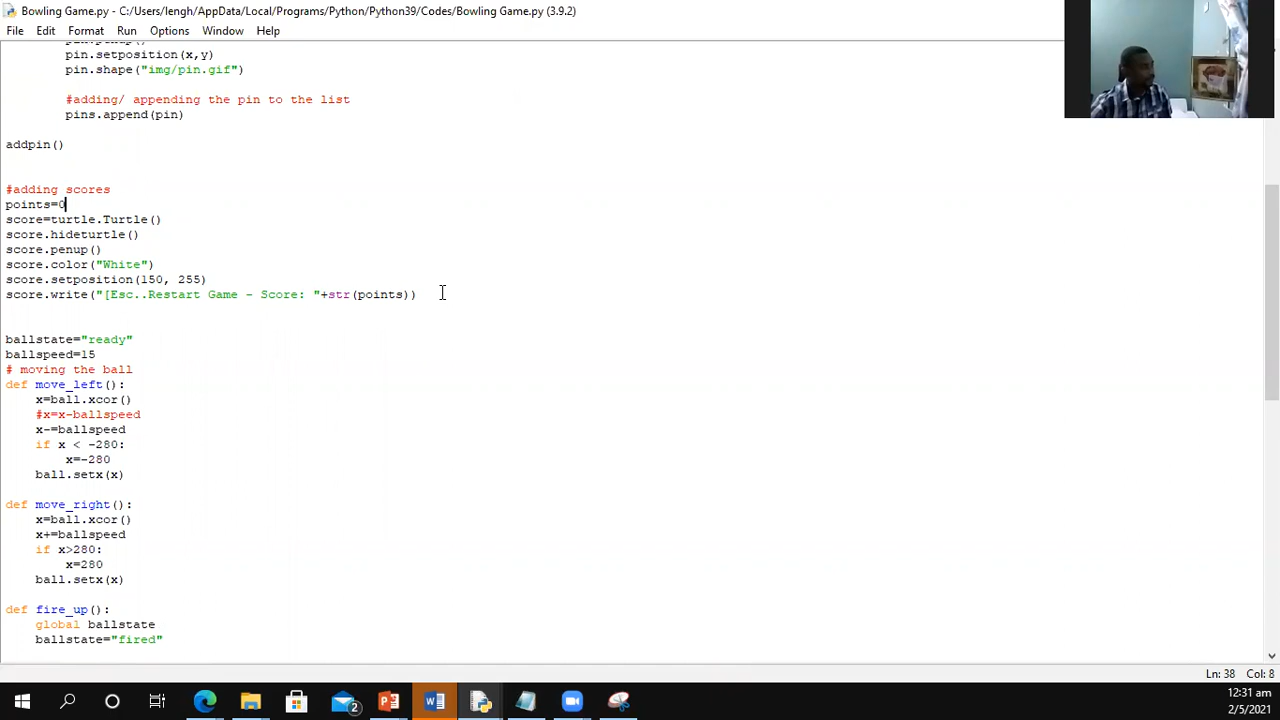 Bowling Game.py - C:/Users/lengh/AppData/Local/Programs/Python/Python39/Codes/Bowling Game.py (3.9.2)
File Edit Format Run Options Window Help
pin.penup()
pin.setposition(x,y)
pin.shape("img/pin.gif")
#adding/ appending the pin to the list
pins.append(pin)
addpin()
#adding scores
points=0
score=turtle.Turtle()
score.hideturtle()
score.penup()
score.color("White")
score.setposition(150, 255)
score.write("[Esc..Restart Game - Score: "+str(points))
ballstate="ready"
ballspeed=15
# moving the ball
def move_left():
x=ball.xcor()
#x=x-ballspeed
x-=ballspeed
if x < -280:
x=-280
ball.setx(x)
def move_right():
x=ball.xcor()
x+=ballspeed
if x>280:
x=280
ball.setx(x)
def fire_up():
global ballstate
ballstate="fired"
Ln: 38 Col: 8
2
12:31 am
2/5/2021